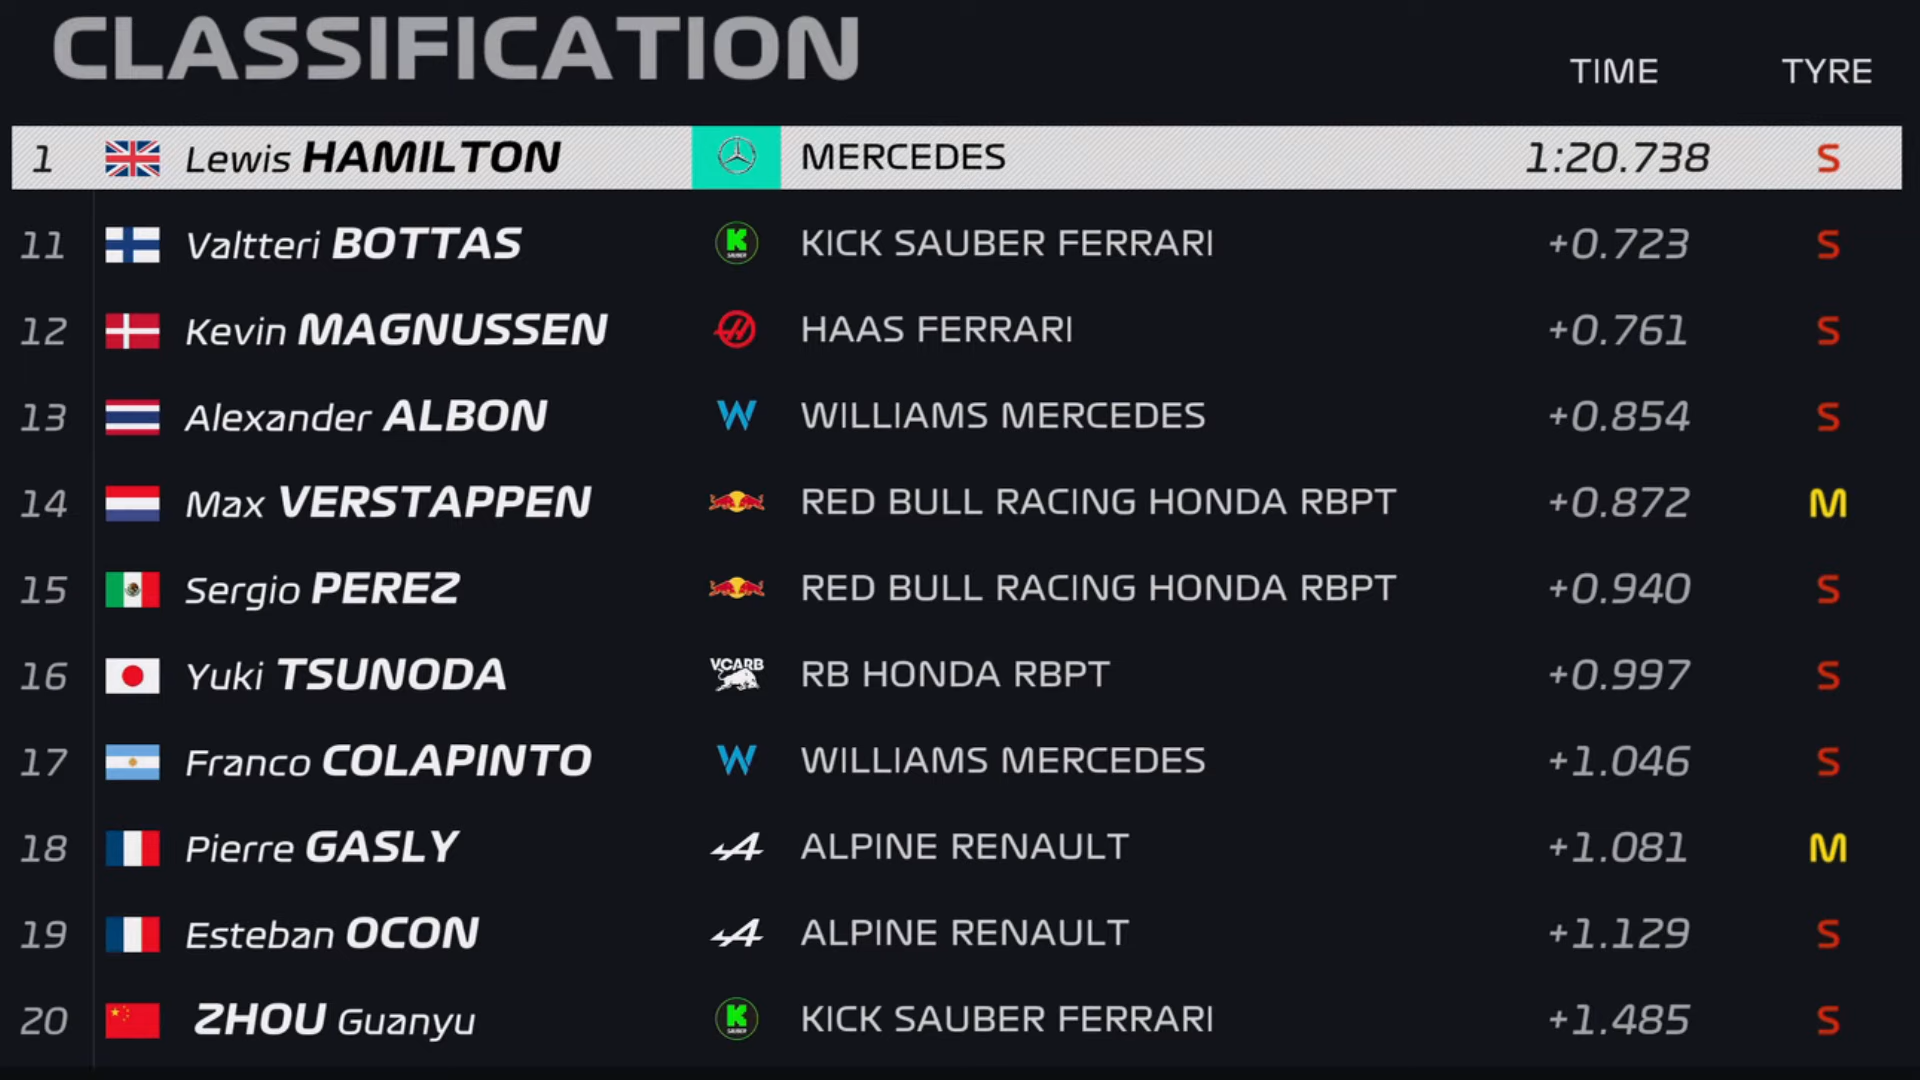 CLASSIFICATION
TIME TYRE
1 Lewis HAMILTON MERCEDES 1:20.738 S
11 Valtteri BOTTAS K SAUBER KICK SAUBER FERRARI +0.723 S
12 Kevin MAGNUSSEN H HAAS FERRARI +0.761 S
13 Alexander ALBON W WILLIAMS MERCEDES +0.854 S
14 Max VERSTAPPEN RED BULL RACING HONDA RBPT +0.872 M
15 Sergio PEREZ RED BULL RACING HONDA RBPT +0.940 S
16 Yuki TSUNODA VCARB RB HONDA RBPT +0.997 S
17 Franco COLAPINTO W WILLIAMS MERCEDES +1.046 S
18 Pierre GASLY A ALPINE RENAULT +1.081 M
19 Esteban OCON A ALPINE RENAULT +1.129 S
20 ZHOU Guanyu K SAUBER KICK SAUBER FERRARI +1.485 S